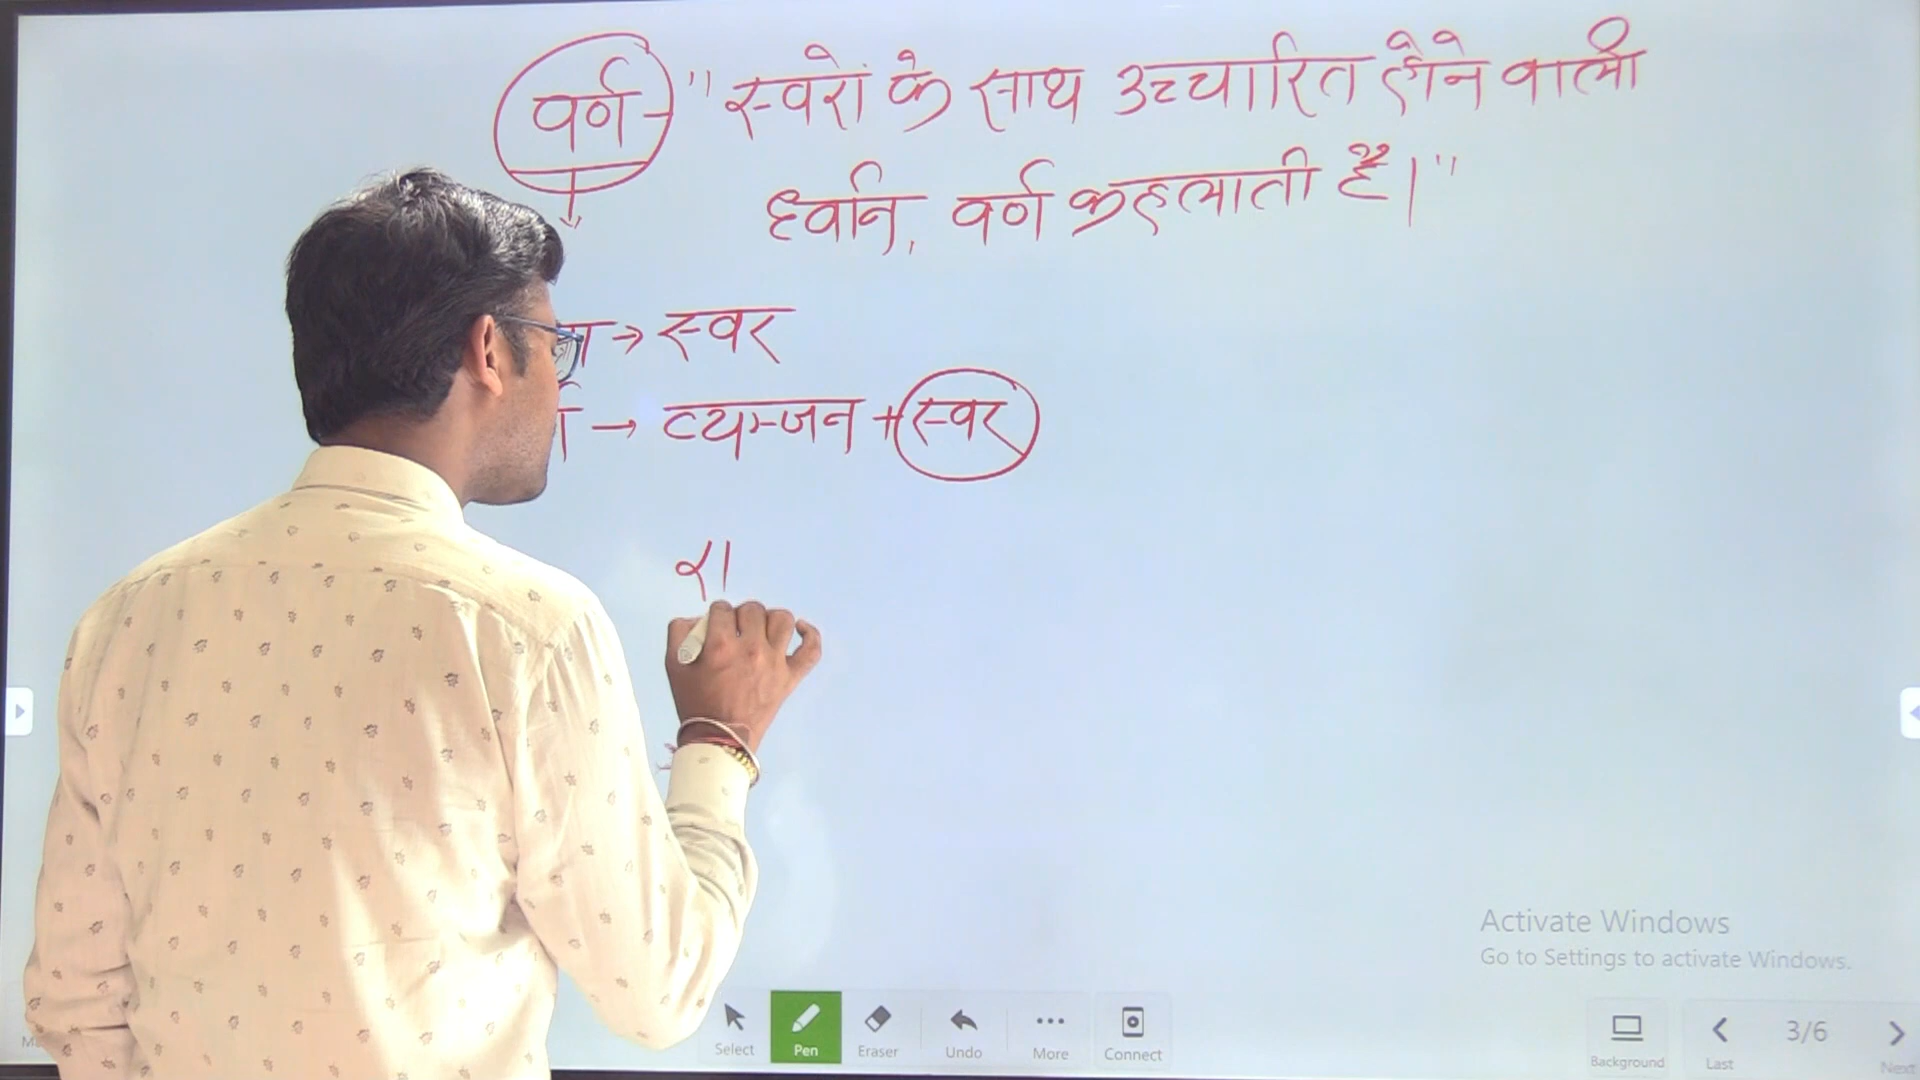 वर्ण - "स्वरों के साथ उच्चारित होने वाली
ध्वनि, वर्ण कहलाती है।"
→ स्वर
→ व्यन्जन + स्वर
रा
Activate Windows
Go to Settings to activate Windows.
Select Pen Eraser Undo More Connect
Background Last 3/6 Next